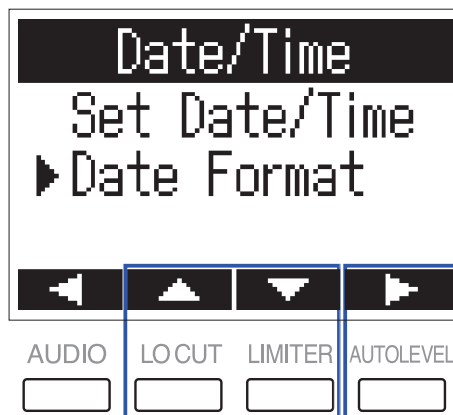 Date/Time
Set Date/Time
Date Format
AUDIO LO CUT LIMITER AUTOLEVEL